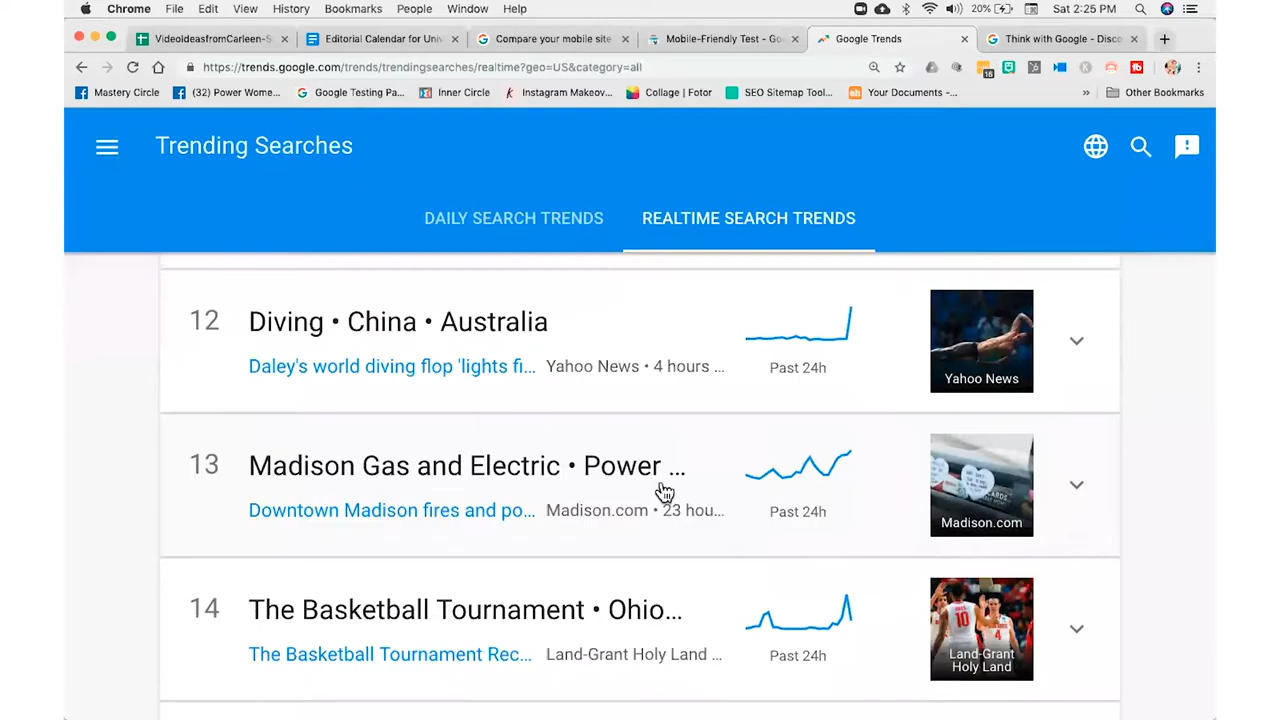 Chrome File Edit View History Bookmarks People Window Help 20% Sat 2:25 PM
VideoideasfromCarleen-S Editorial Calendar for Univ Compare your mobile site Mobile-Friendly Test - Go Google Trends Think with Google - Disco
https://trends.google.com/trends/trendingsearches/realtime?geo=US&category=all
Mastery Circle (32) Power Wome... Google Testing Pa... Inner Circle Instagram Makeov... Collage | Fotor SEO Sitemap Tool... Your Documents -... » Other Bookmarks
Trending Searches
DAILY SEARCH TRENDS REALTIME SEARCH TRENDS
12 Diving • China • Australia
Daley's world diving flop 'lights fi... Yahoo News • 4 hours ... Past 24h
Yahoo News
13 Madison Gas and Electric • Power ...
Downtown Madison fires and po... Madison.com • 23 hou... Past 24h
Madison.com
14 The Basketball Tournament • Ohio...
The Basketball Tournament Rec... Land-Grant Holy Land ... Past 24h
10 4
Land-Grant
Holy Land